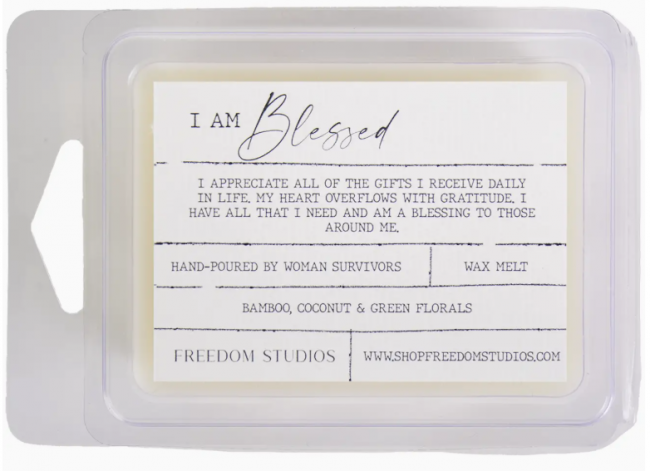 I AM Blessed
I APPRECIATE ALL OF THE GIFTS I RECEIVE DAILY
IN LIFE. MY HEART OVERFLOWS WITH GRATITUDE. I
HAVE ALL THAT I NEED AND AM A BLESSING TO THOSE
AROUND ME.
HAND-POURED BY WOMAN SURVIVORS
WAX MELT
BAMBOO, COCONUT & GREEN FLORALS
FREEDOM STUDIOS
WWW.SHOPFREEDOMSTUDIOS.COM